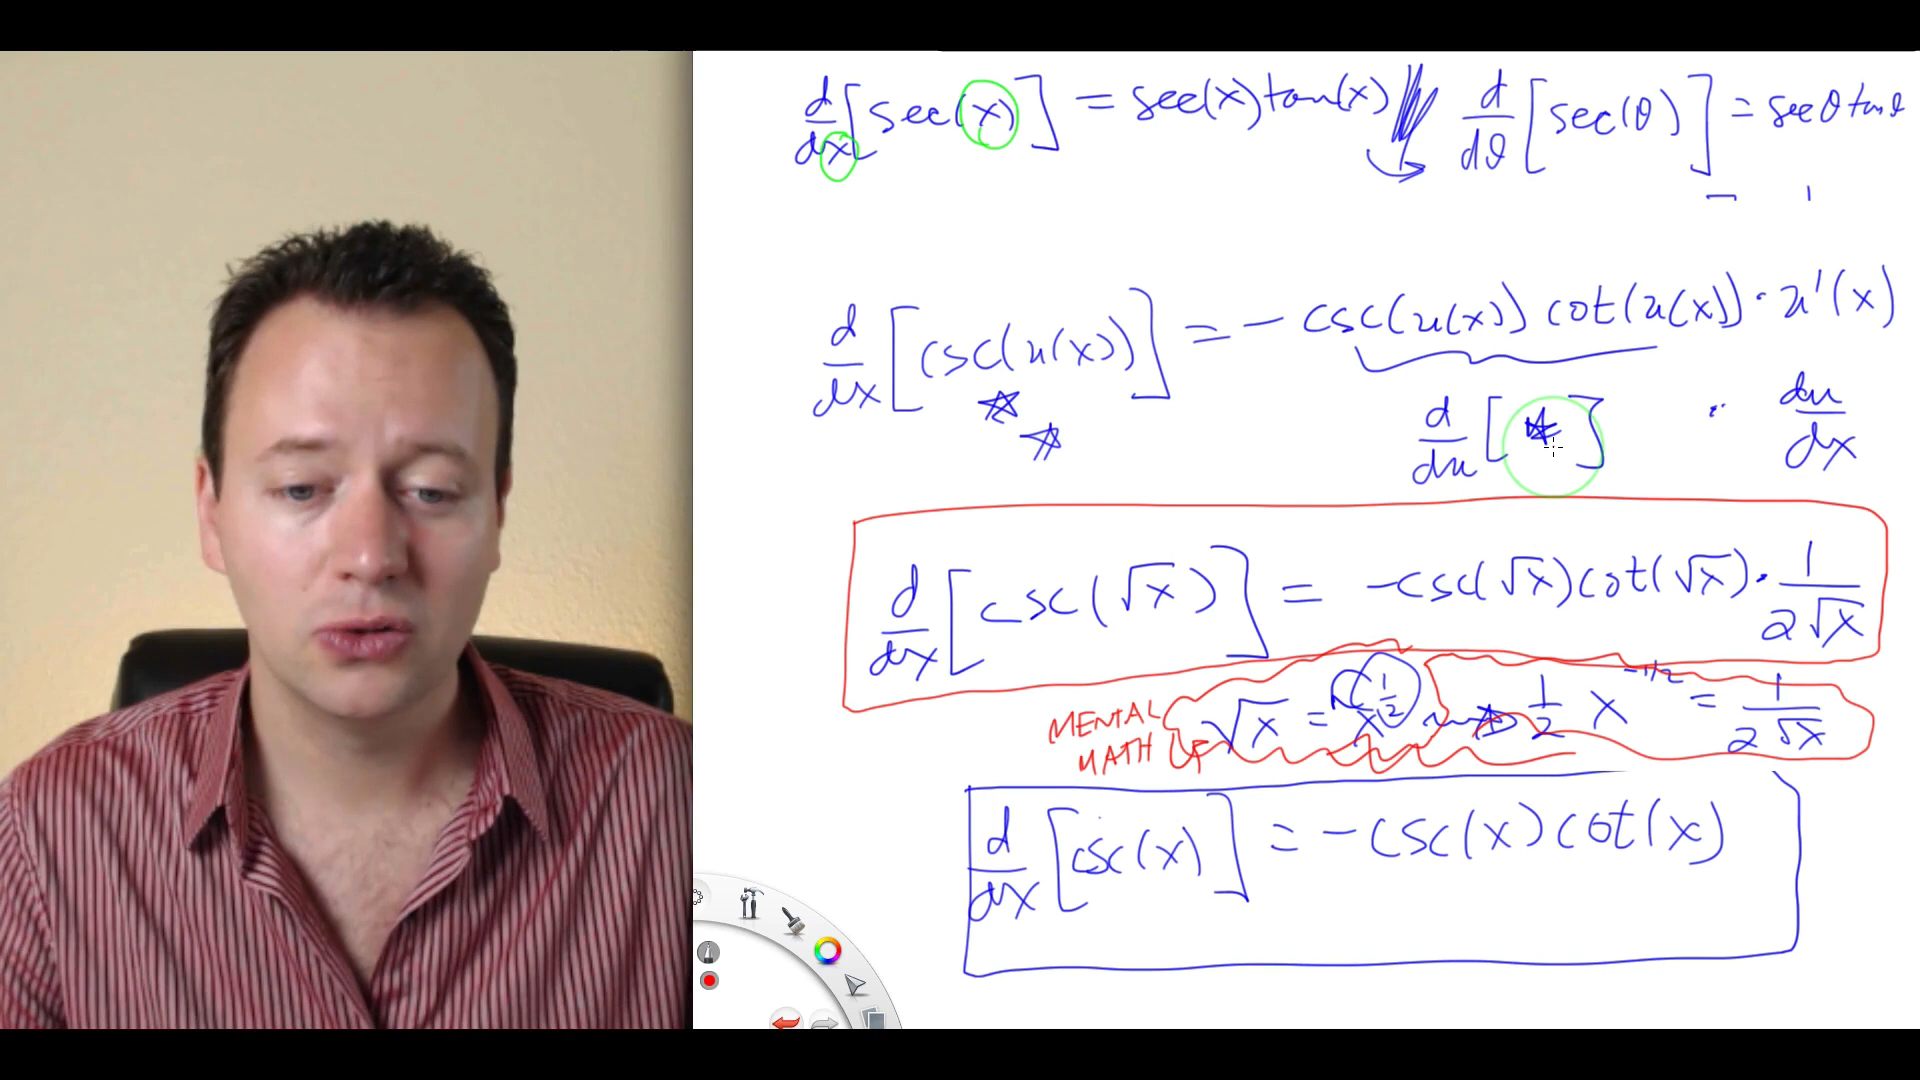 d/dx [sec(x)] = sec(x)tan(x) d/dθ [sec(θ)] = secθ tanθ
d/dx [csc(u(x))] = - csc(u(x)) cot(u(x)) · u'(x)
d/du [★] · du/dx
d/dx [csc(√x)] = -csc(√x)cot(√x) · 1/(2√x)
MENTAL MATH √x = x^(1/2) 1/2 x^(-1/2) = 1/(2√x)
d/dx [csc(x)] = -csc(x)cot(x)